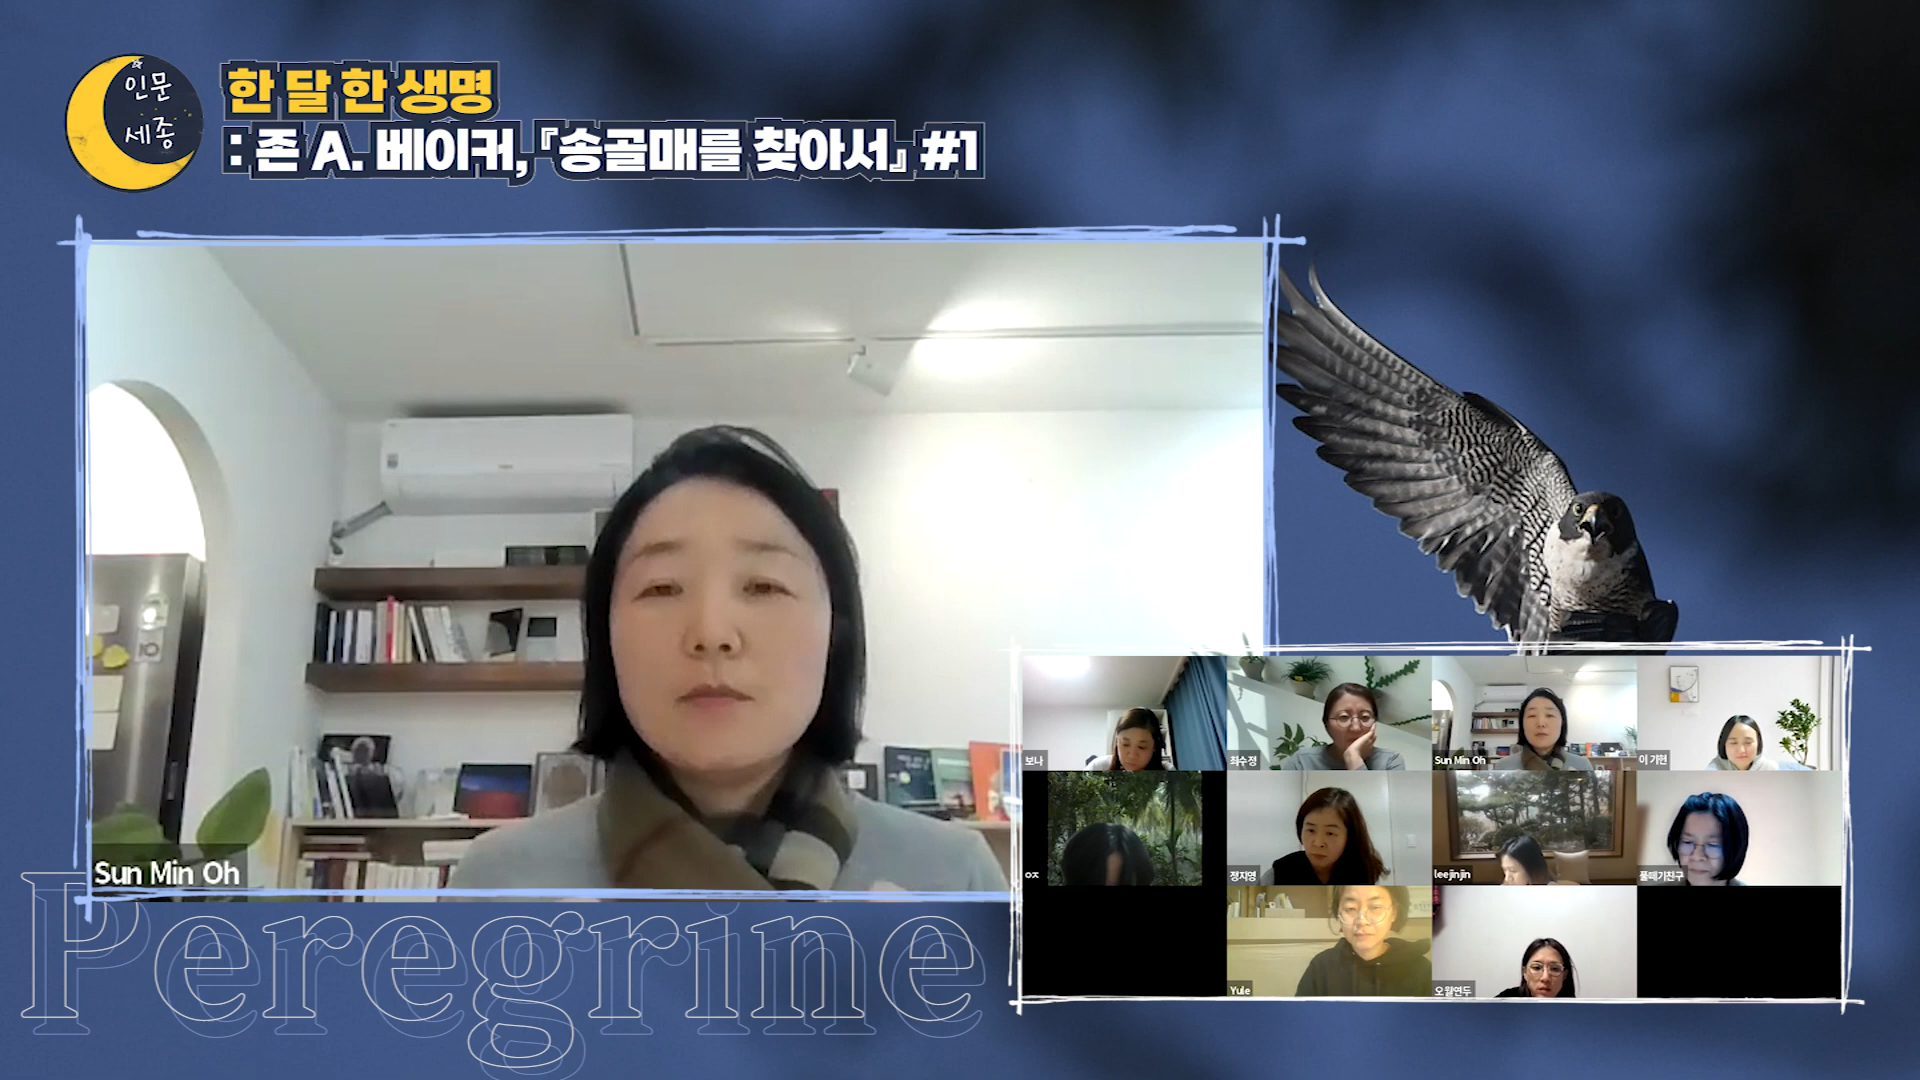 인문
세종
한 달 한 생명
: 존 A. 베이커, 『송골매를 찾아서』 #1
Sun Min Oh
Peregrine
보나
최수정
Sun Min Oh
이 기현
정지영
leejinjin
풀떼기친구
Yule
오월연두